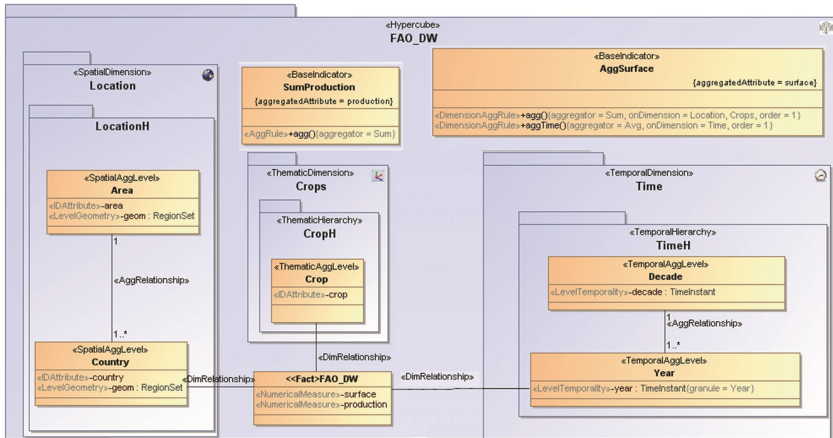 «Hypercube»
FAO_DW
«SpatialDimension»
Location
LocationH
«SpatialAggLevel»
Area
«IDAttribute»-area
«LevelGeometry»-geom : RegionSet
1
«AggRelationship»
1..*
«SpatialAggLevel»
Country
«IDAttribute»-country
«LevelGeometry»-geom : RegionSet
«DimRelationship»
«BaseIndicator»
SumProduction
{aggregatedAttribute = production}
«AggRule»+agg(){aggregator = Sum}
«BaseIndicator»
AggSurface
{aggregatedAttribute = surface}
«DimensionAggRule»+agg(){aggregator = Sum, onDimension = Location, Crops, order = 1}
«DimensionAggRule»+aggTime(){aggregator = Avg, onDimension = Time, order = 1}
«ThematicDimension»
Crops
«ThematicHierarchy»
CropH
«ThematicAggLevel»
Crop
«IDAttribute»-crop
«DimRelationship»
<<Fact>FAO_DW
«NumericalMeasure»-surface
«NumericalMeasure»-production
«DimRelationship»
«TemporalDimension»
Time
«TemporalHierarchy»
TimeH
«TemporalAggLevel»
Decade
«LevelTemporality»-decade : TimeInstant
1
«AggRelationship»
1..*
«TemporalAggLevel»
Year
«LevelTemporality»-year : TimeInstant{granule = Year}